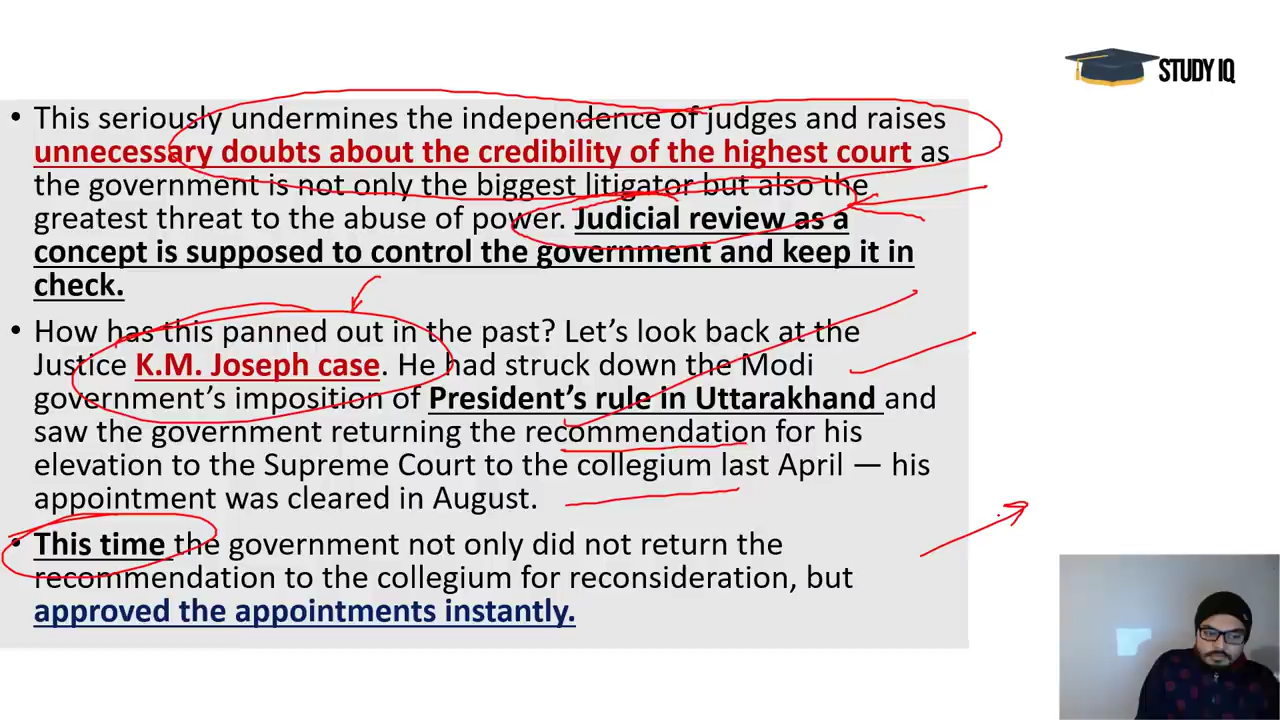 STUDY IQ
• This seriously undermines the independence of judges and raises
unnecessary doubts about the credibility of the highest court as
the government is not only the biggest litigator but also the
greatest threat to the abuse of power. Judicial review as a
concept is supposed to control the government and keep it in
check.
• How has this panned out in the past? Let’s look back at the
Justice K.M. Joseph case. He had struck down the Modi
government’s imposition of President’s rule in Uttarakhand and
saw the government returning the recommendation for his
elevation to the Supreme Court to the collegium last April — his
appointment was cleared in August.
• This time the government not only did not return the
recommendation to the collegium for reconsideration, but
approved the appointments instantly.